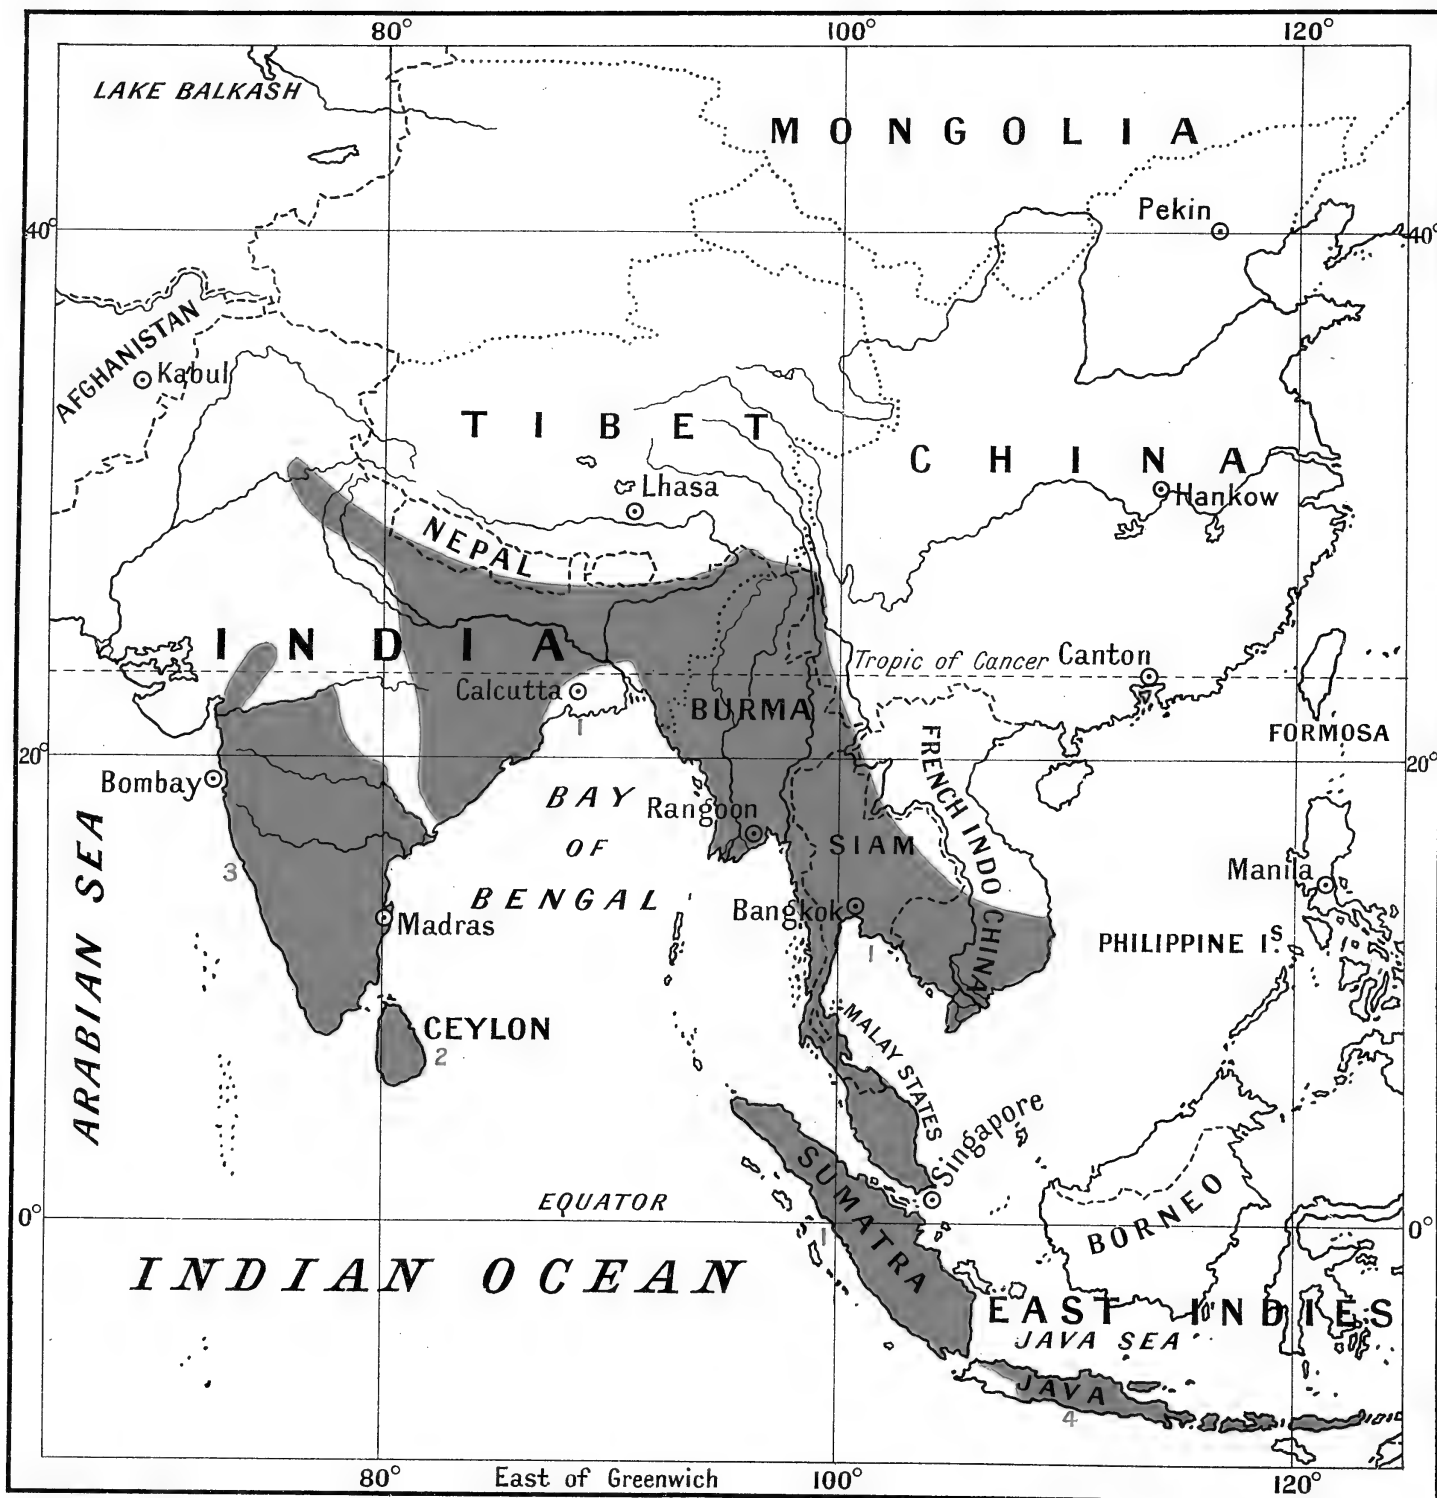 80° 100° 120°
LAKE BALKASH
MONGOLIA
Pekin
40° 40°
AFGHANISTAN
Kabul
TIBET
CHINA
Lhasa
Hankow
NEPAL
INDIA
Tropic of Cancer Canton
Calcutta
1
BURMA
FORMOSA
FRENCH INDO CHINA
20° 20°
Bombay
BAY
OF
BENGAL
Rangoon
SIAM
3
ARABIAN SEA
Manila
Madras
Bangkok
1
PHILIPPINE Is.
CEYLON
2
MALAY STATES
Singapore
EQUATOR
0° 0°
SUMATRA
1
BORNEO
INDIAN OCEAN
EAST INDIES
JAVA SEA
JAVA
4
80° East of Greenwich 100° 120°